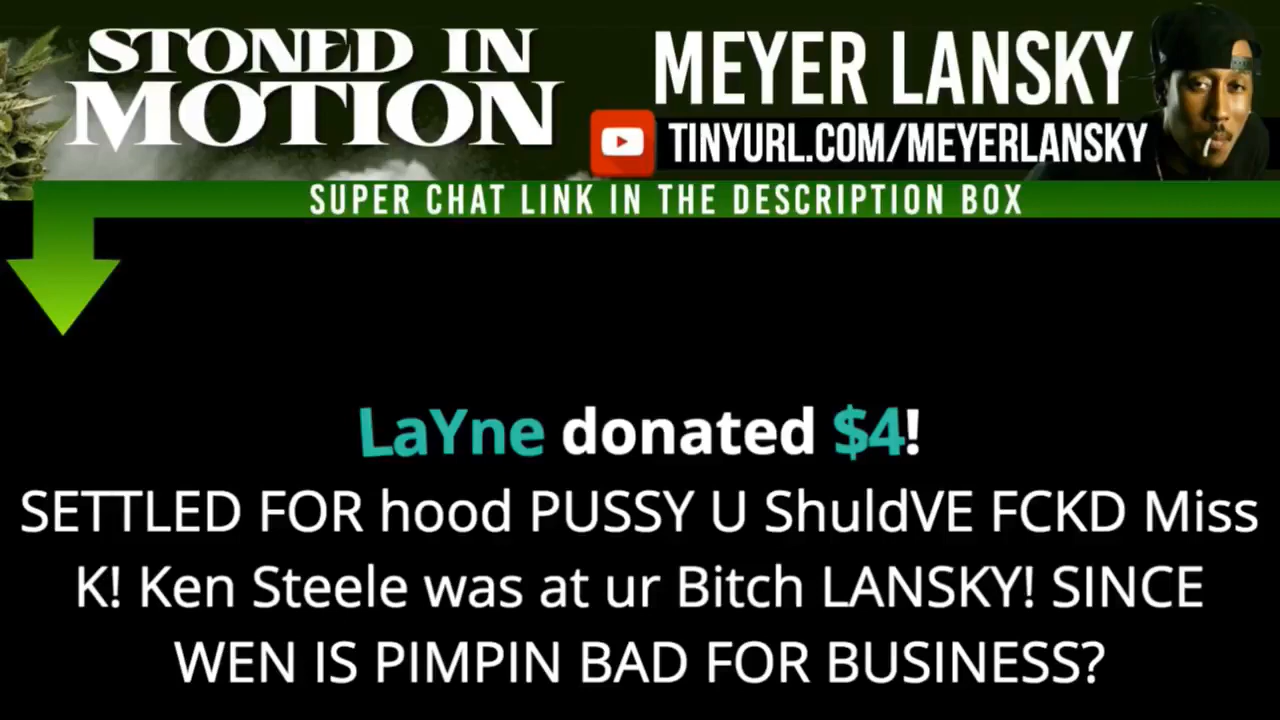 STONED IN
MOTION
MEYER LANSKY
TINYURL.COM/MEYERLANSKY
SUPER CHAT LINK IN THE DESCRIPTION BOX
LaYne donated $4!
SETTLED FOR hood PUSSY U ShuldVE FCKD Miss
K! Ken Steele was at ur Bitch LANSKY! SINCE
WEN IS PIMPIN BAD FOR BUSINESS?